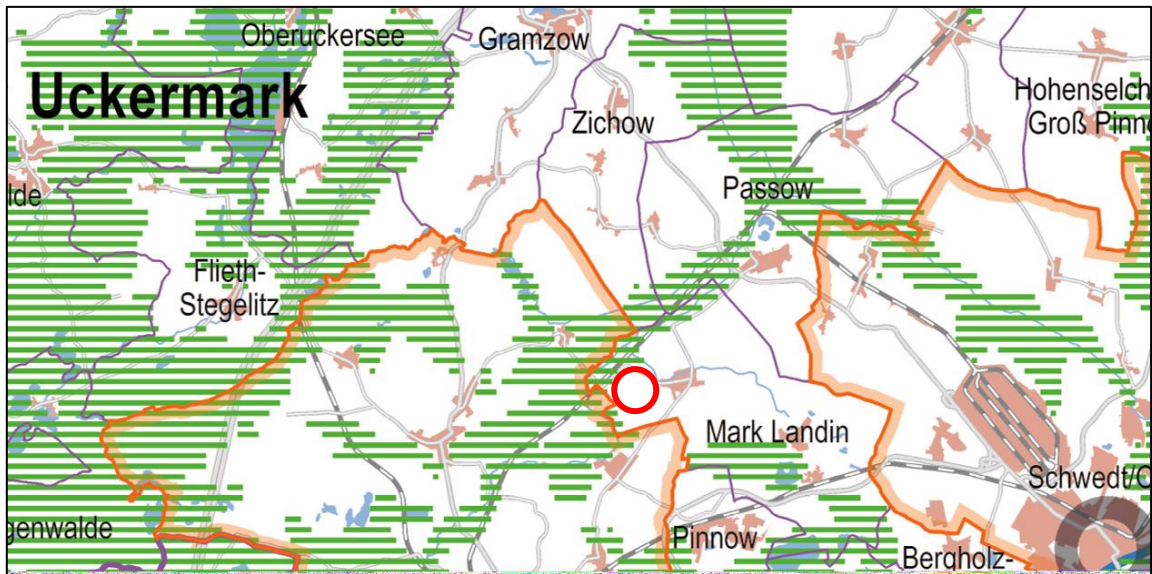 Oberuckersee
Gramzow
Uckermark
Hohenselch
Groß Pinno
Zichow
lde
Passow
Flieth-
Stegelitz
Mark Landin
Schwedt/O
genwalde
Pinnow
Bergholz-